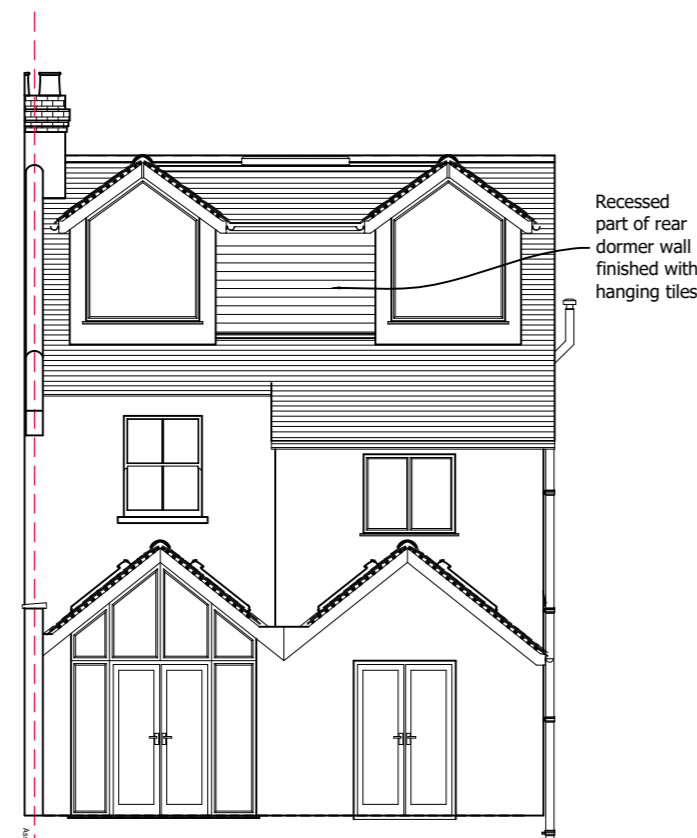 Recessed
part of rear
dormer wall
finished with
hanging tiles